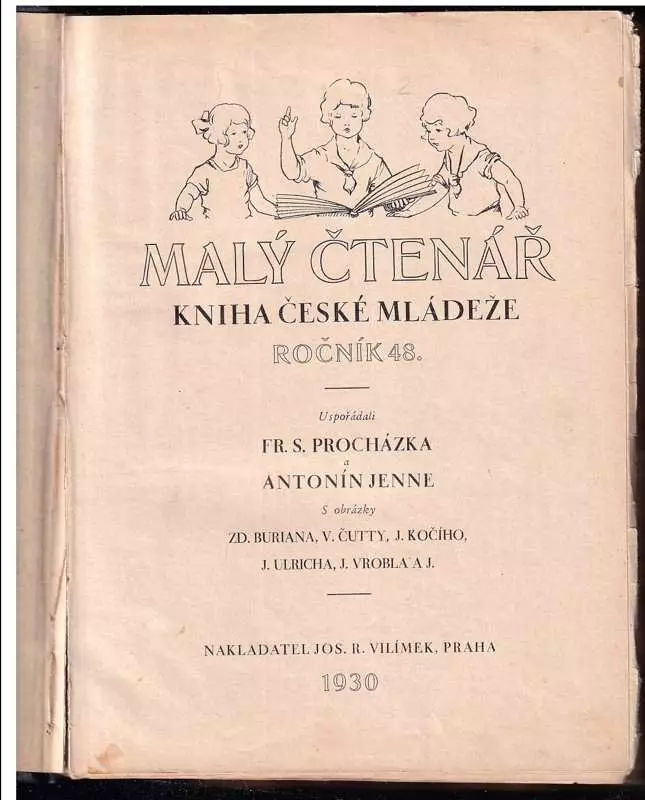 MALÝ ČTENÁŘ
KNIHA ČESKÉ MLÁDEŽE
ROČNÍK 48.
Uspořádali
FR. S. PROCHÁZKA
a
ANTONÍN JENNE
S obrázky
ZD. BURIANA, V. ČUTTY, J. KOČÍHO,
J. ULRICHA, J. VROBLA A J.
NAKLADATEL JOS. R. VILÍMEK, PRAHA
1930